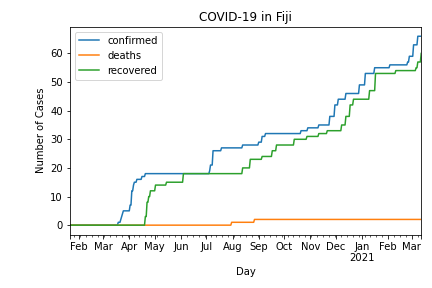 COVID-19 in Fiji
confirmed
deaths
recovered
Number of Cases
60
50
40
30
20
10
0
Feb Mar Apr May Jun Jul Aug Sep Oct Nov Dec Jan Feb Mar
2021
Day